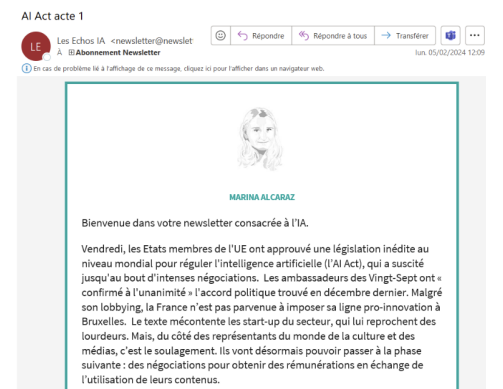 AI Act acte 1
Répondre
Répondre à tous
Transférer
LE
Les Echos IA <newsletter@newslet
À Abonnement Newsletter
lun. 05/02/2024 12:09
En cas de problème lié à l'affichage de ce message, cliquez ici pour l'afficher dans un navigateur web.
MARINA ALCARAZ
Bienvenue dans votre newsletter consacrée à l'IA.
Vendredi, les Etats membres de l'UE ont approuvé une législation inédite au
niveau mondial pour réguler l'intelligence artificielle (l'AI Act), qui a suscité
jusqu'au bout d'intenses négociations. Les ambassadeurs des Vingt-Sept ont «
confirmé à l'unanimité » l'accord politique trouvé en décembre dernier. Malgré
son lobbying, la France n'est pas parvenue à imposer sa ligne pro-innovation à
Bruxelles. Le texte mécontente les start-up du secteur, qui lui reprochent des
lourdeurs. Mais, du côté des représentants du monde de la culture et des
médias, c'est le soulagement. Ils vont désormais pouvoir passer à la phase
suivante : des négociations pour obtenir des rémunérations en échange de
l'utilisation de leurs contenus.